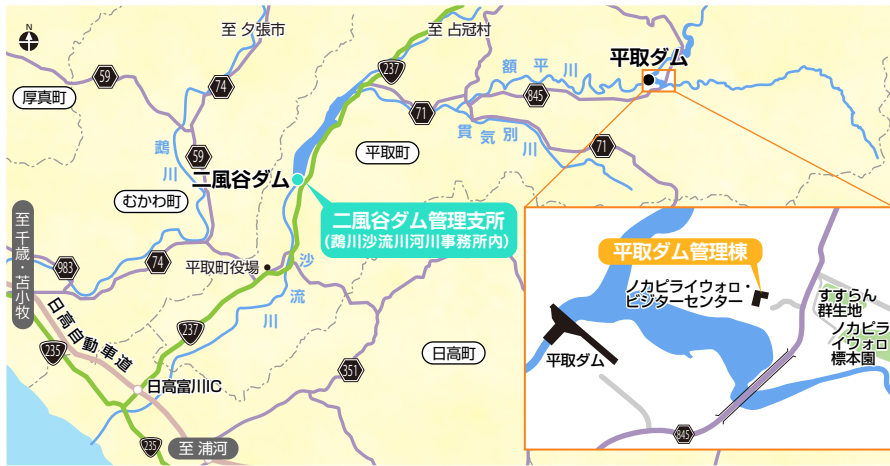 N
至 夕張市
至 占冠村
59
74
237
額平川
平取ダム
厚真町
71
845
貫気別川
鵡川
59
平取町
71
二風谷ダム
むかわ町
二風谷ダム管理支所
(鵡川沙流川河川事務所内)
至 千歳・苫小牧
983
74
平取町役場
沙流川
平取ダム管理棟
ノカピライウォロ・
ビジターセンター
すずらん
群生地
ノカピラ
イウォロ
標本園
日高自動車道
237
235
日高町
351
平取ダム
日高富川IC
845
235
至 浦河